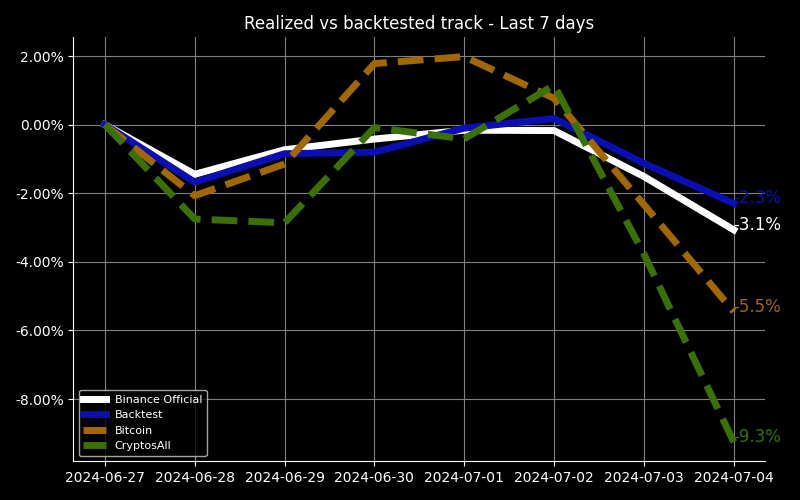 Realized vs backtested track - Last 7 days
2.00%
0.00%
-2.00%
-4.00%
-6.00%
-8.00%
-2.3%
-3.1%
-5.5%
-9.3%
Binance Official
Backtest
Bitcoin
CryptosAll
2024-06-27 2024-06-28 2024-06-29 2024-06-30 2024-07-01 2024-07-02 2024-07-03 2024-07-04